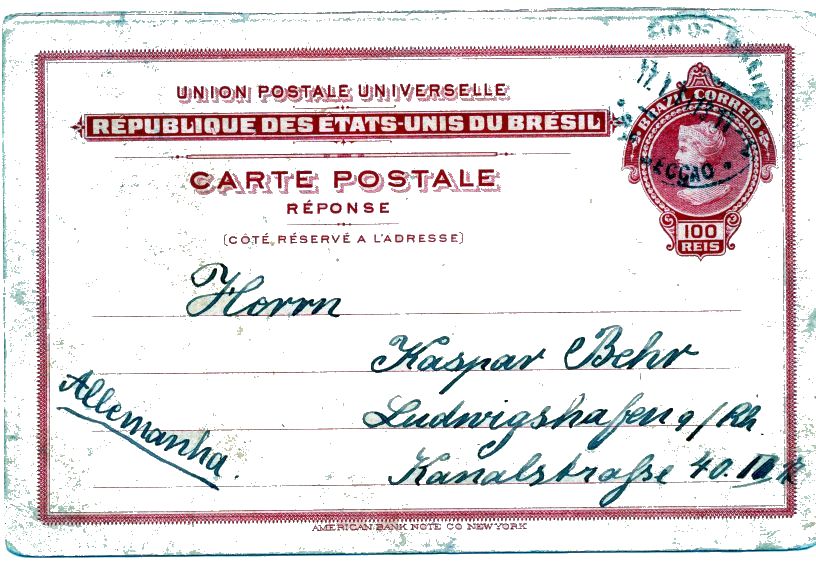 UNION POSTALE UNIVERSELLE
RÉPUBLIQUE DES ÉTATS-UNIS DU BRÉSIL
CARTE POSTALE
RÉPONSE
(CÔTÉ RÉSERVÉ A L'ADRESSE)
BRAZIL CORREIO
100
REIS
Herrn
Kaspar Behr
Ludwigshafen a/Rh
Kanalstraße 40. III
Allemanha.
AMERICAN BANK NOTE CO NEW YORK